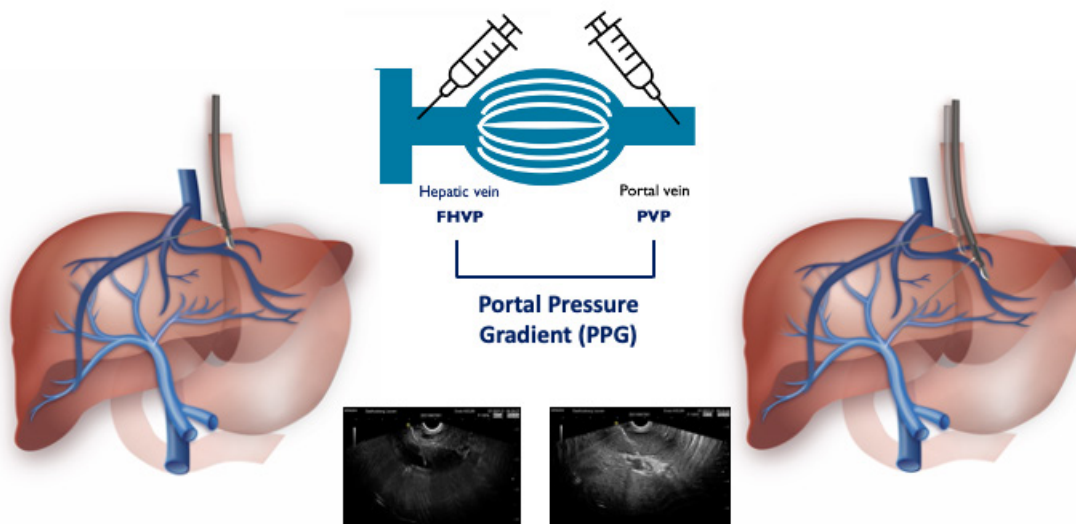 Hepatic vein
FHVP
Portal vein
PVP
Portal Pressure
Gradient (PPG)